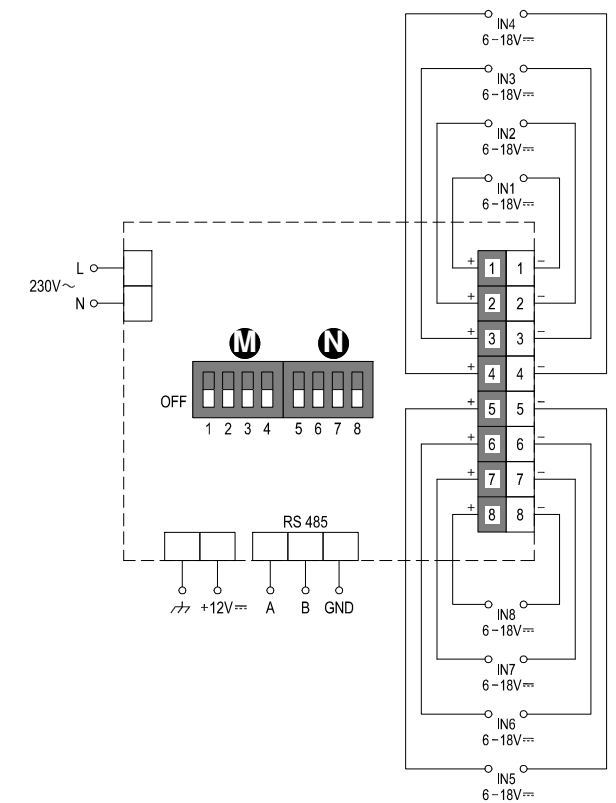 IN4
6-18V⎓
IN3
6-18V⎓
IN2
6-18V⎓
IN1
6-18V⎓
L
230V~
N
+ 1 1 −
+ 2 2 −
+ 3 3 −
+ 4 4 −
+ 5 5 −
+ 6 6 −
+ 7 7 −
+ 8 8 −
M N
OFF
1 2 3 4 5 6 7 8
RS 485
+12V⎓ A B GND
IN8
6-18V⎓
IN7
6-18V⎓
IN6
6-18V⎓
IN5
6-18V⎓